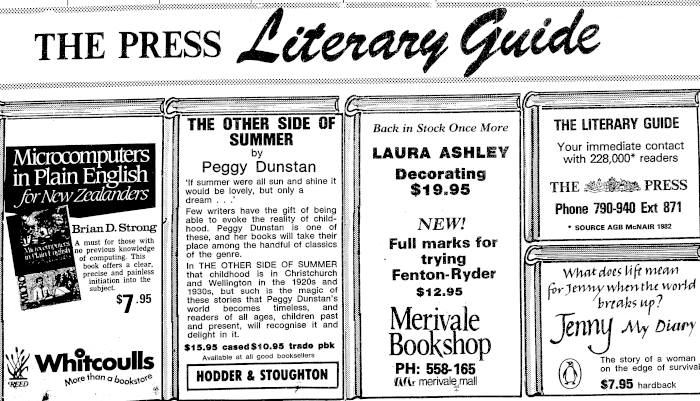 THE PRESS Literary Guide
Microcomputers
in Plain English
for New Zealanders
Brian D. Strong
A must for those with
no previous knowledge
of computing. This
book offers a clear,
precise and painless
initiation into the
subject.
$7.95
REED
Whitcoulls
More than a bookstore
THE OTHER SIDE OF
SUMMER
by
Peggy Dunstan
'If summer were all sun and shine it
would be lovely, but only a
dream . . .'
Few writers have the gift of being
able to evoke the reality of child-
hood. Peggy Dunstan is one of
these, and her books will take their
place among the handful of classics
of the genre.
In THE OTHER SIDE OF SUMMER
that childhood is in Christchurch
and Wellington in the 1920s and
1930s, but such is the magic of
these stories that Peggy Dunstan's
world becomes timeless, and
readers of all ages, children past
and present, will recognise it and
delight in it.
$15.95 cased $10.95 trade pbk
Available at all good booksellers
HODDER & STOUGHTON
Back in Stock Once More
LAURA ASHLEY
Decorating
$19.95
NEW!
Full marks for
trying
Fenton-Ryder
$12.95
Merivale
Bookshop
PH: 558-165
merivale mall
THE LITERARY GUIDE
Your immediate contact
with 228,000* readers
THE PRESS
Phone 790-940 Ext 871
* SOURCE AGB McNAIR 1982
What does life mean
for Jenny when the world
breaks up?
Jenny My Diary
The story of a woman
on the edge of survival
$7.95 hardback